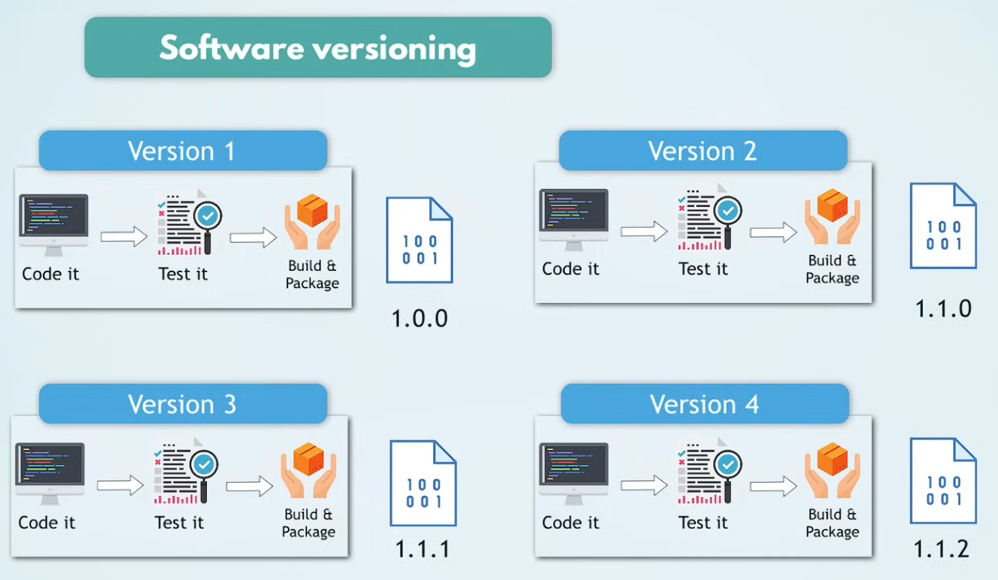 Software versioning
Version 1
Code it
Test it
Build &
Package
100
001
1.0.0
Version 2
Code it
Test it
Build &
Package
100
001
1.1.0
Version 3
Code it
Test it
Build &
Package
100
001
1.1.1
Version 4
Code it
Test it
Build &
Package
100
001
1.1.2